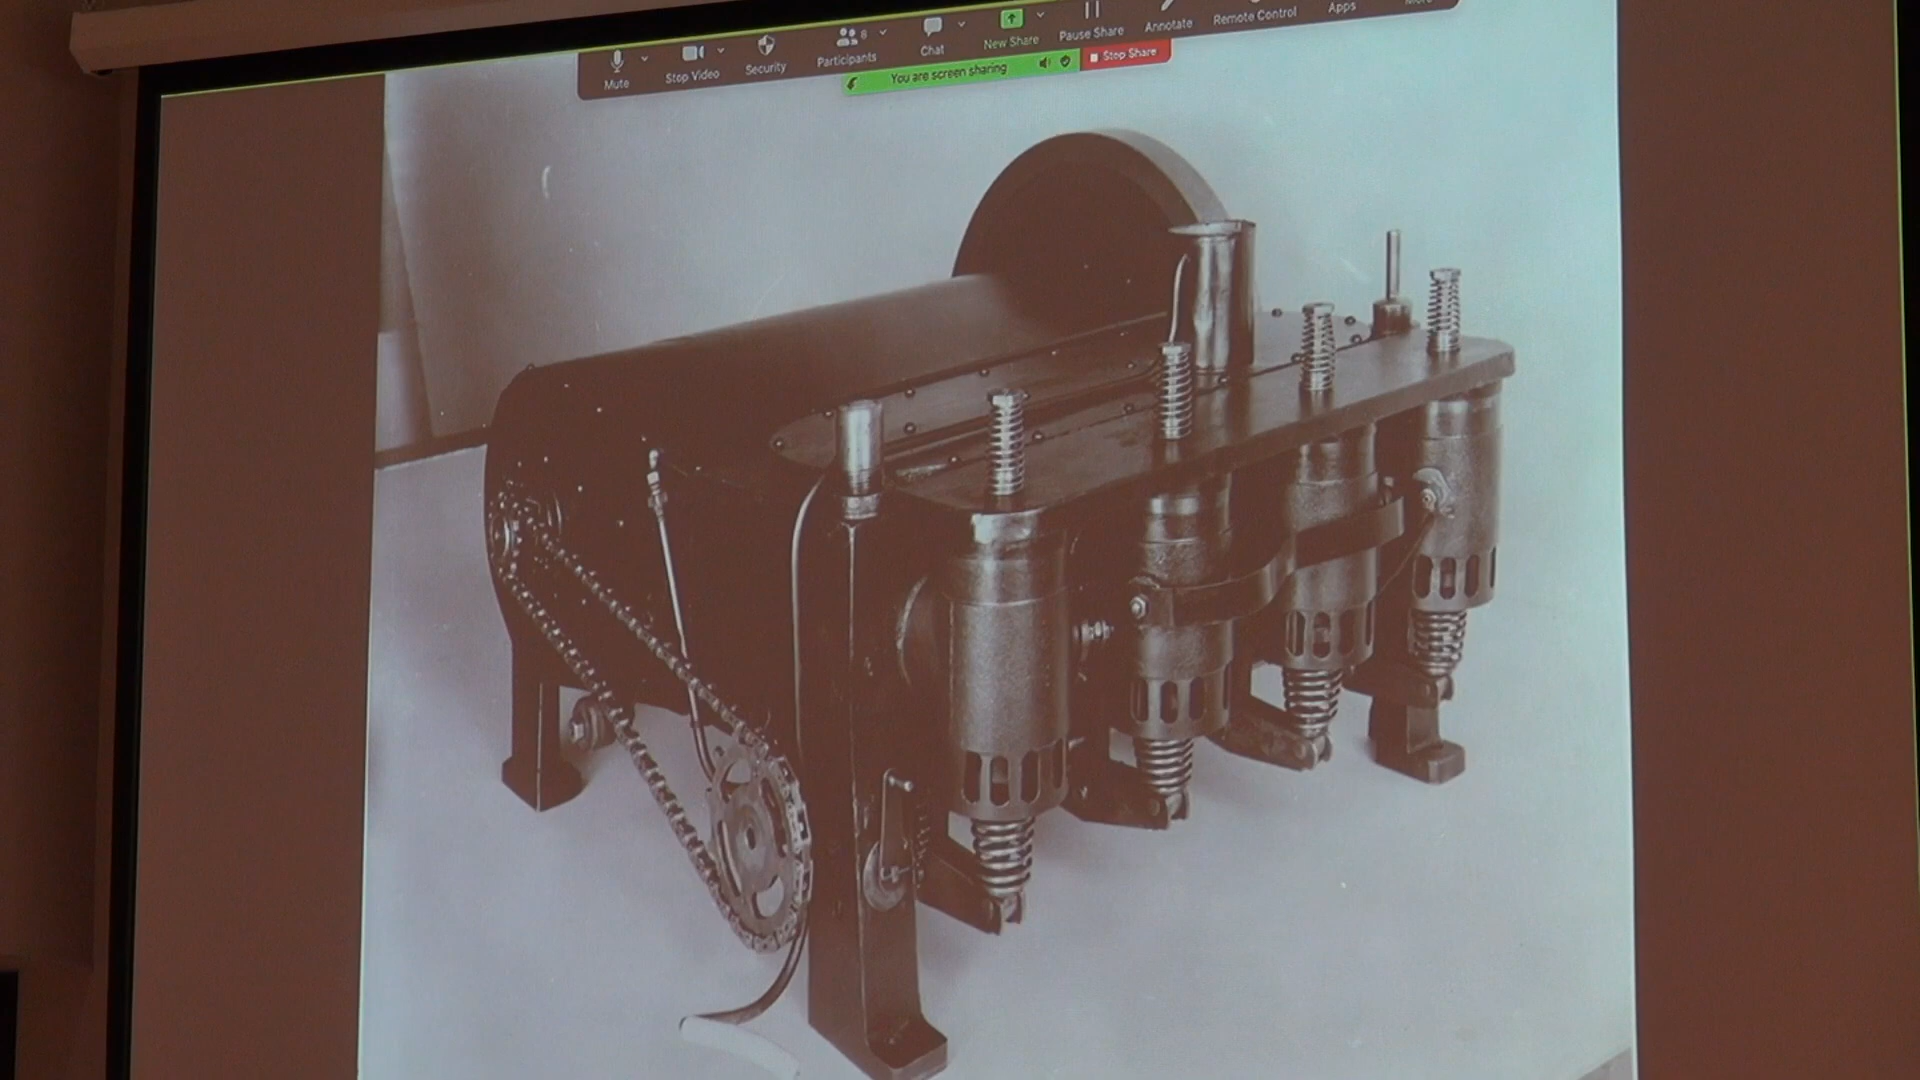 Mute
Stop Video
Security
8
Participants
Chat
New Share
Pause Share
Annotate
Remote Control
Apps
You are screen sharing
Stop Share